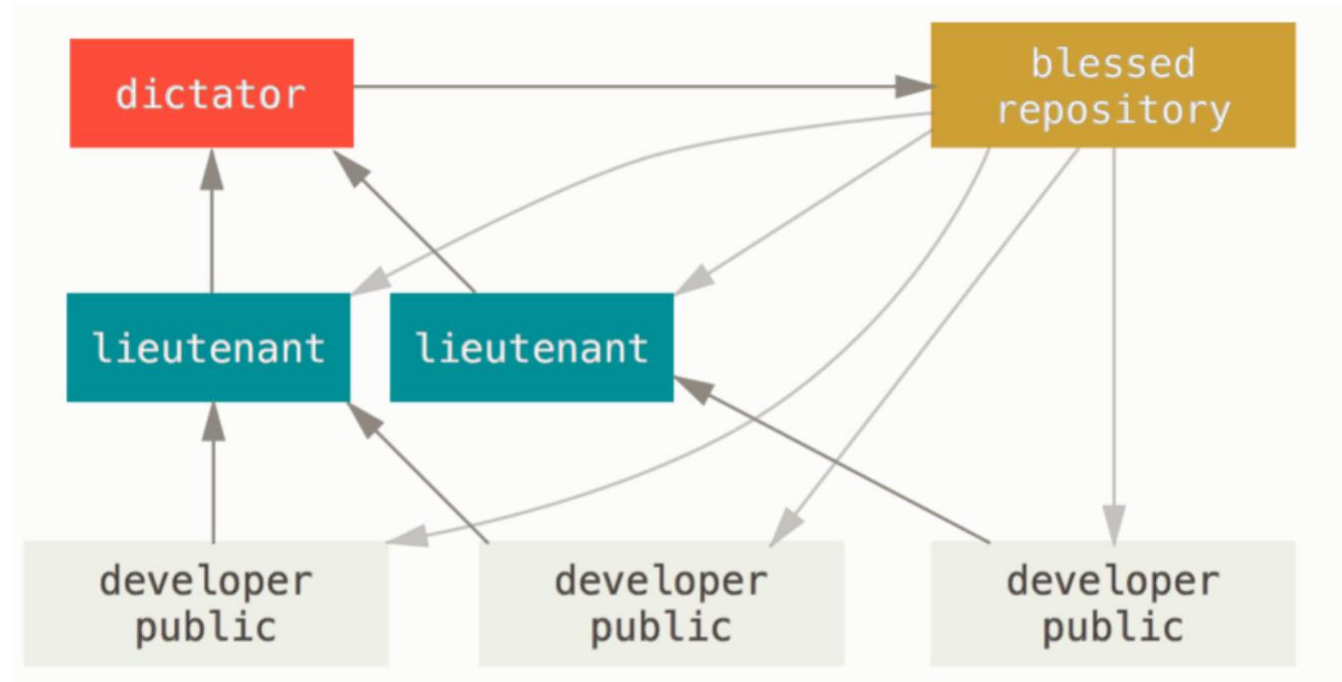 dictator
blessed
repository
lieutenant
lieutenant
developer
public
developer
public
developer
public